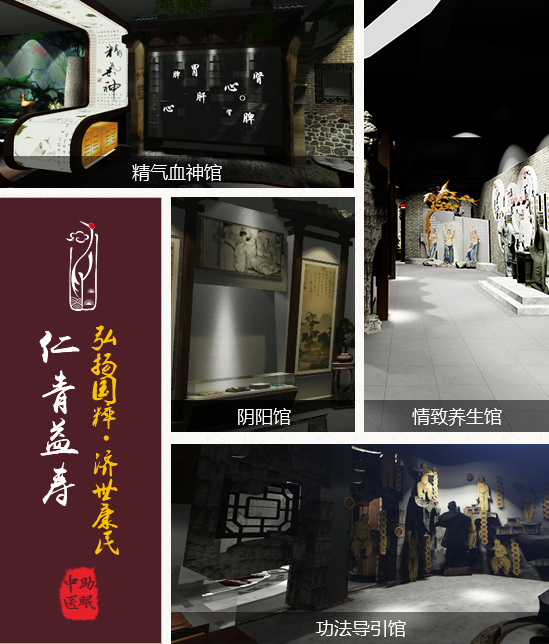 精气神
脾
胃
肝
心
心
肾
脾
精气血神馆
仁青益寿
弘扬国粹·济世康民
中医助眠
阴阳馆
情致养生馆
功法导引馆